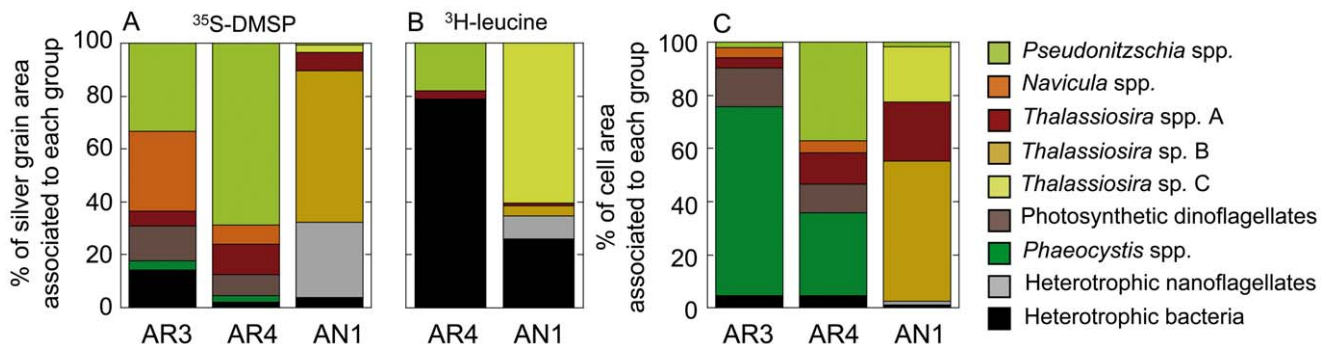 A
³⁵S-DMSP
% of silver grain area
associated to each group
100
80
60
40
20
0
AR3 AR4 AN1
B
³H-leucine
AR4 AN1
C
% of cell area
associated to each group
100
80
60
40
20
0
AR3 AR4 AN1
Pseudonitzschia spp.
Navicula spp.
Thalassiosira spp. A
Thalassiosira sp. B
Thalassiosira sp. C
Photosynthetic dinoflagellates
Phaeocystis spp.
Heterotrophic nanoflagellates
Heterotrophic bacteria